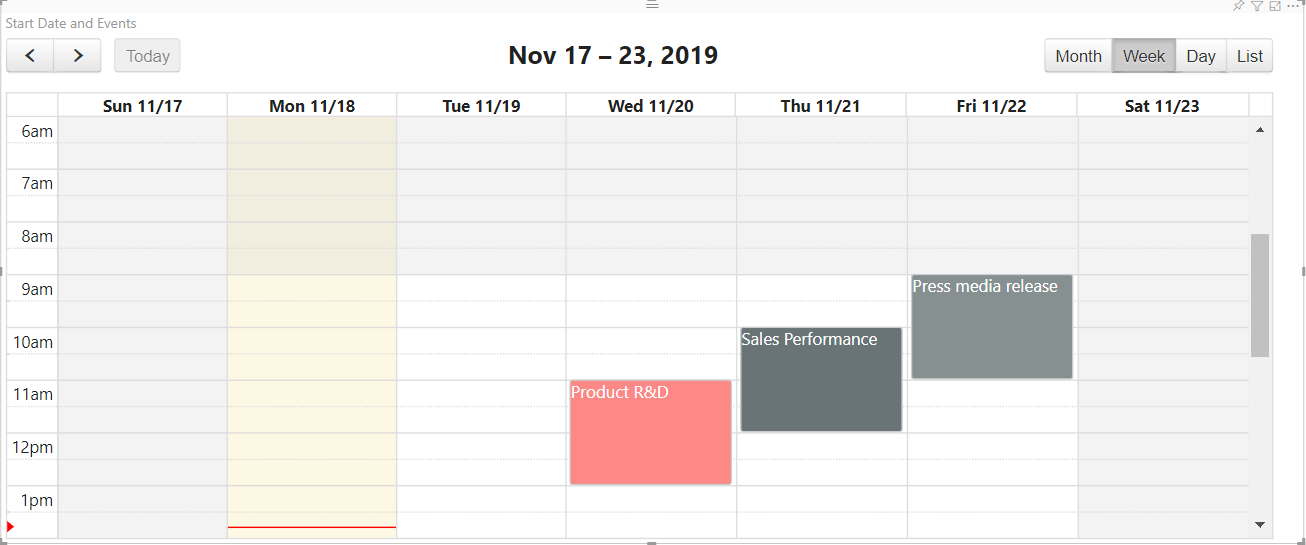 Start Date and Events
Today
Nov 17 – 23, 2019
Month Week Day List
Sun 11/17 Mon 11/18 Tue 11/19 Wed 11/20 Thu 11/21 Fri 11/22 Sat 11/23
6am
7am
8am
9am
Press media release
10am
Sales Performance
11am
Product R&D
12pm
1pm